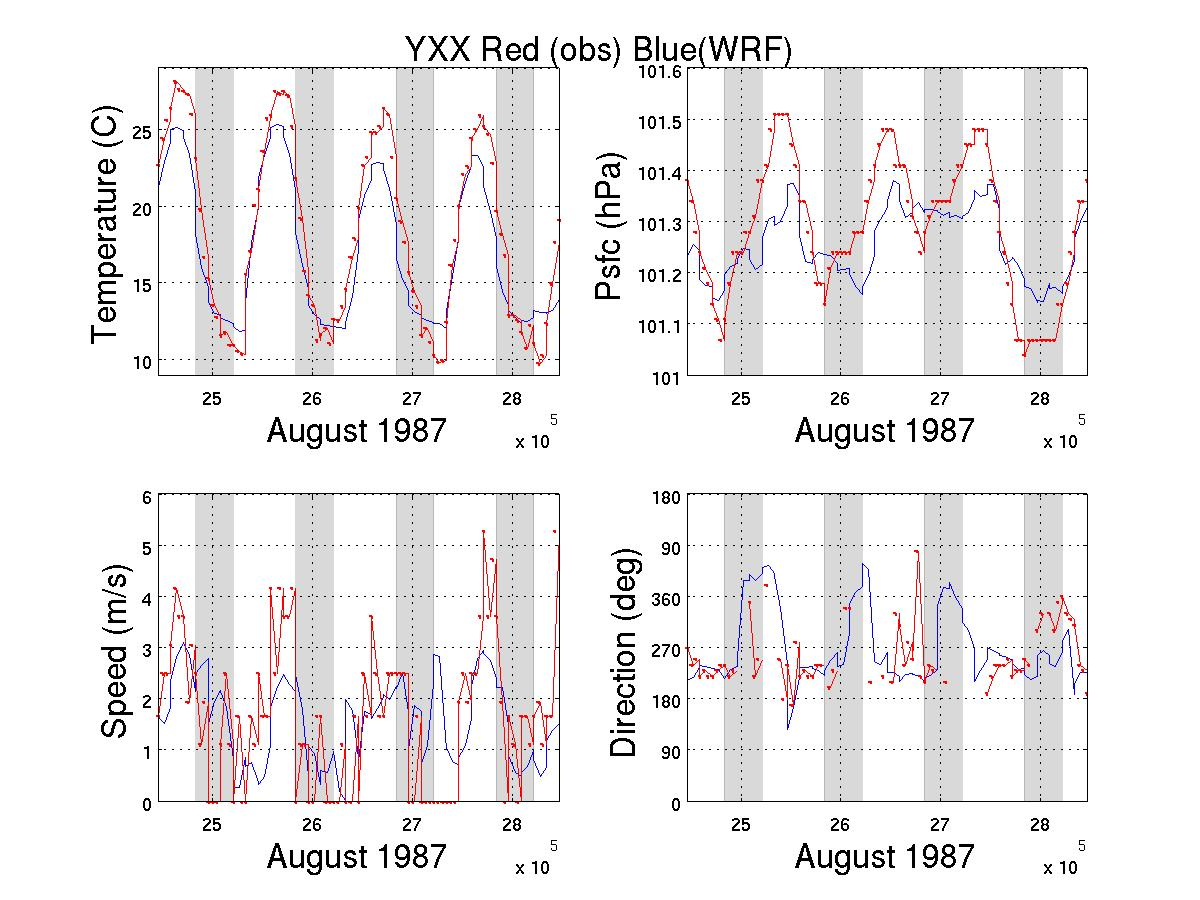 YXX Red (obs) Blue(WRF)
Temperature (C)
25
20
15
10
25 26 27 28
August 1987
x 10 5
Psfc (hPa)
101.6
101.5
101.4
101.3
101.2
101.1
101
25 26 27 28
August 1987
x 10 5
Speed (m/s)
6
5
4
3
2
1
0
25 26 27 28
August 1987
x 10 5
Direction (deg)
180
90
360
270
180
90
0
25 26 27 28
August 1987
x 10 5